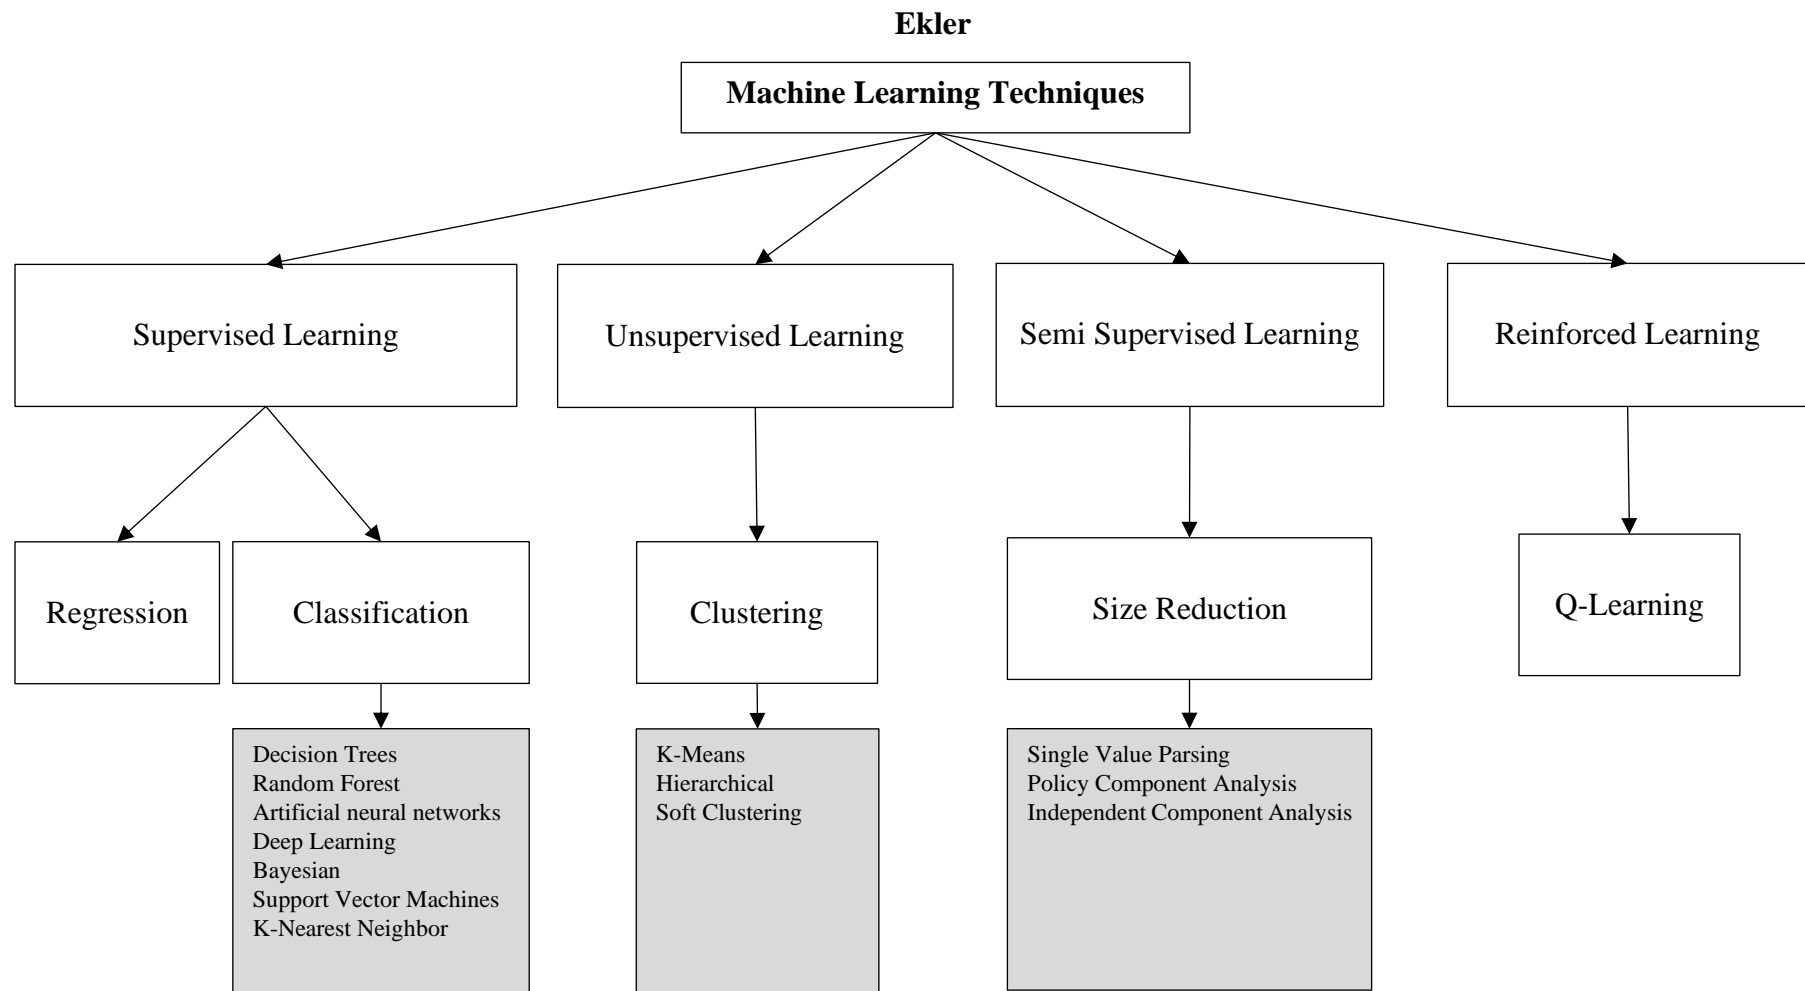 Ekler
Machine Learning Techniques
Supervised Learning
Unsupervised Learning
Semi Supervised Learning
Reinforced Learning
Regression
Classification
Clustering
Size Reduction
Q-Learning
Decision Trees
Random Forest
Artificial neural networks
Deep Learning
Bayesian
Support Vector Machines
K-Nearest Neighbor
K-Means
Hierarchical
Soft Clustering
Single Value Parsing
Policy Component Analysis
Independent Component Analysis